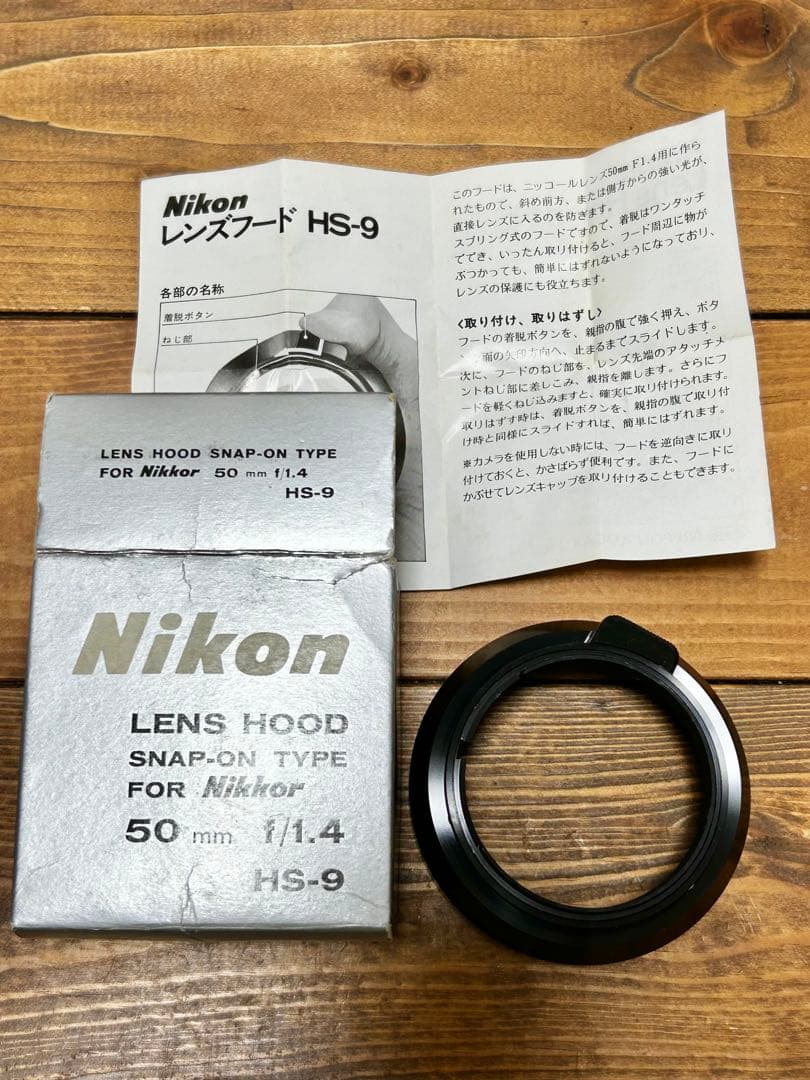 Nikon
レンズフード HS-9
各部の名称
着脱ボタン
ねじ部
このフードは、ニッコールレンズ50mm F1.4用に作ら
れたもので、斜め前方、または側方からの強い光が、
直接レンズに入るのを防ぎます。
スプリング式のフードですので、着脱はワンタッチ
ででき、いったん取り付けると、フード周辺に物が
ぶつかっても、簡単にはずれないようになっており、
レンズの保護にも役立ちます。
〈取り付け、取りはずし〉
フードの着脱ボタンを、親指の腹で強く押え、ボタ
ン上面の矢印方向へ、止まるまでスライドします。
次に、フードのねじ部を、レンズ先端のアタッチメ
ントねじ部に差しこみ、親指を離します。さらにフ
ードを軽くねじ込みますと、確実に取り付けられます。
取りはずす時は、着脱ボタンを、親指の腹で取り付
け時と同様にスライドすれば、簡単にはずれます。
※カメラを使用しない時には、フードを逆向きに取り
付けておくと、かさばらず便利です。また、フードに
かぶせてレンズキャップを取り付けることもできます。
LENS HOOD SNAP-ON TYPE
FOR Nikkor 50 mm f/1.4
HS-9
Nikon
LENS HOOD
SNAP-ON TYPE
FOR Nikkor
50 mm f/1.4
HS-9